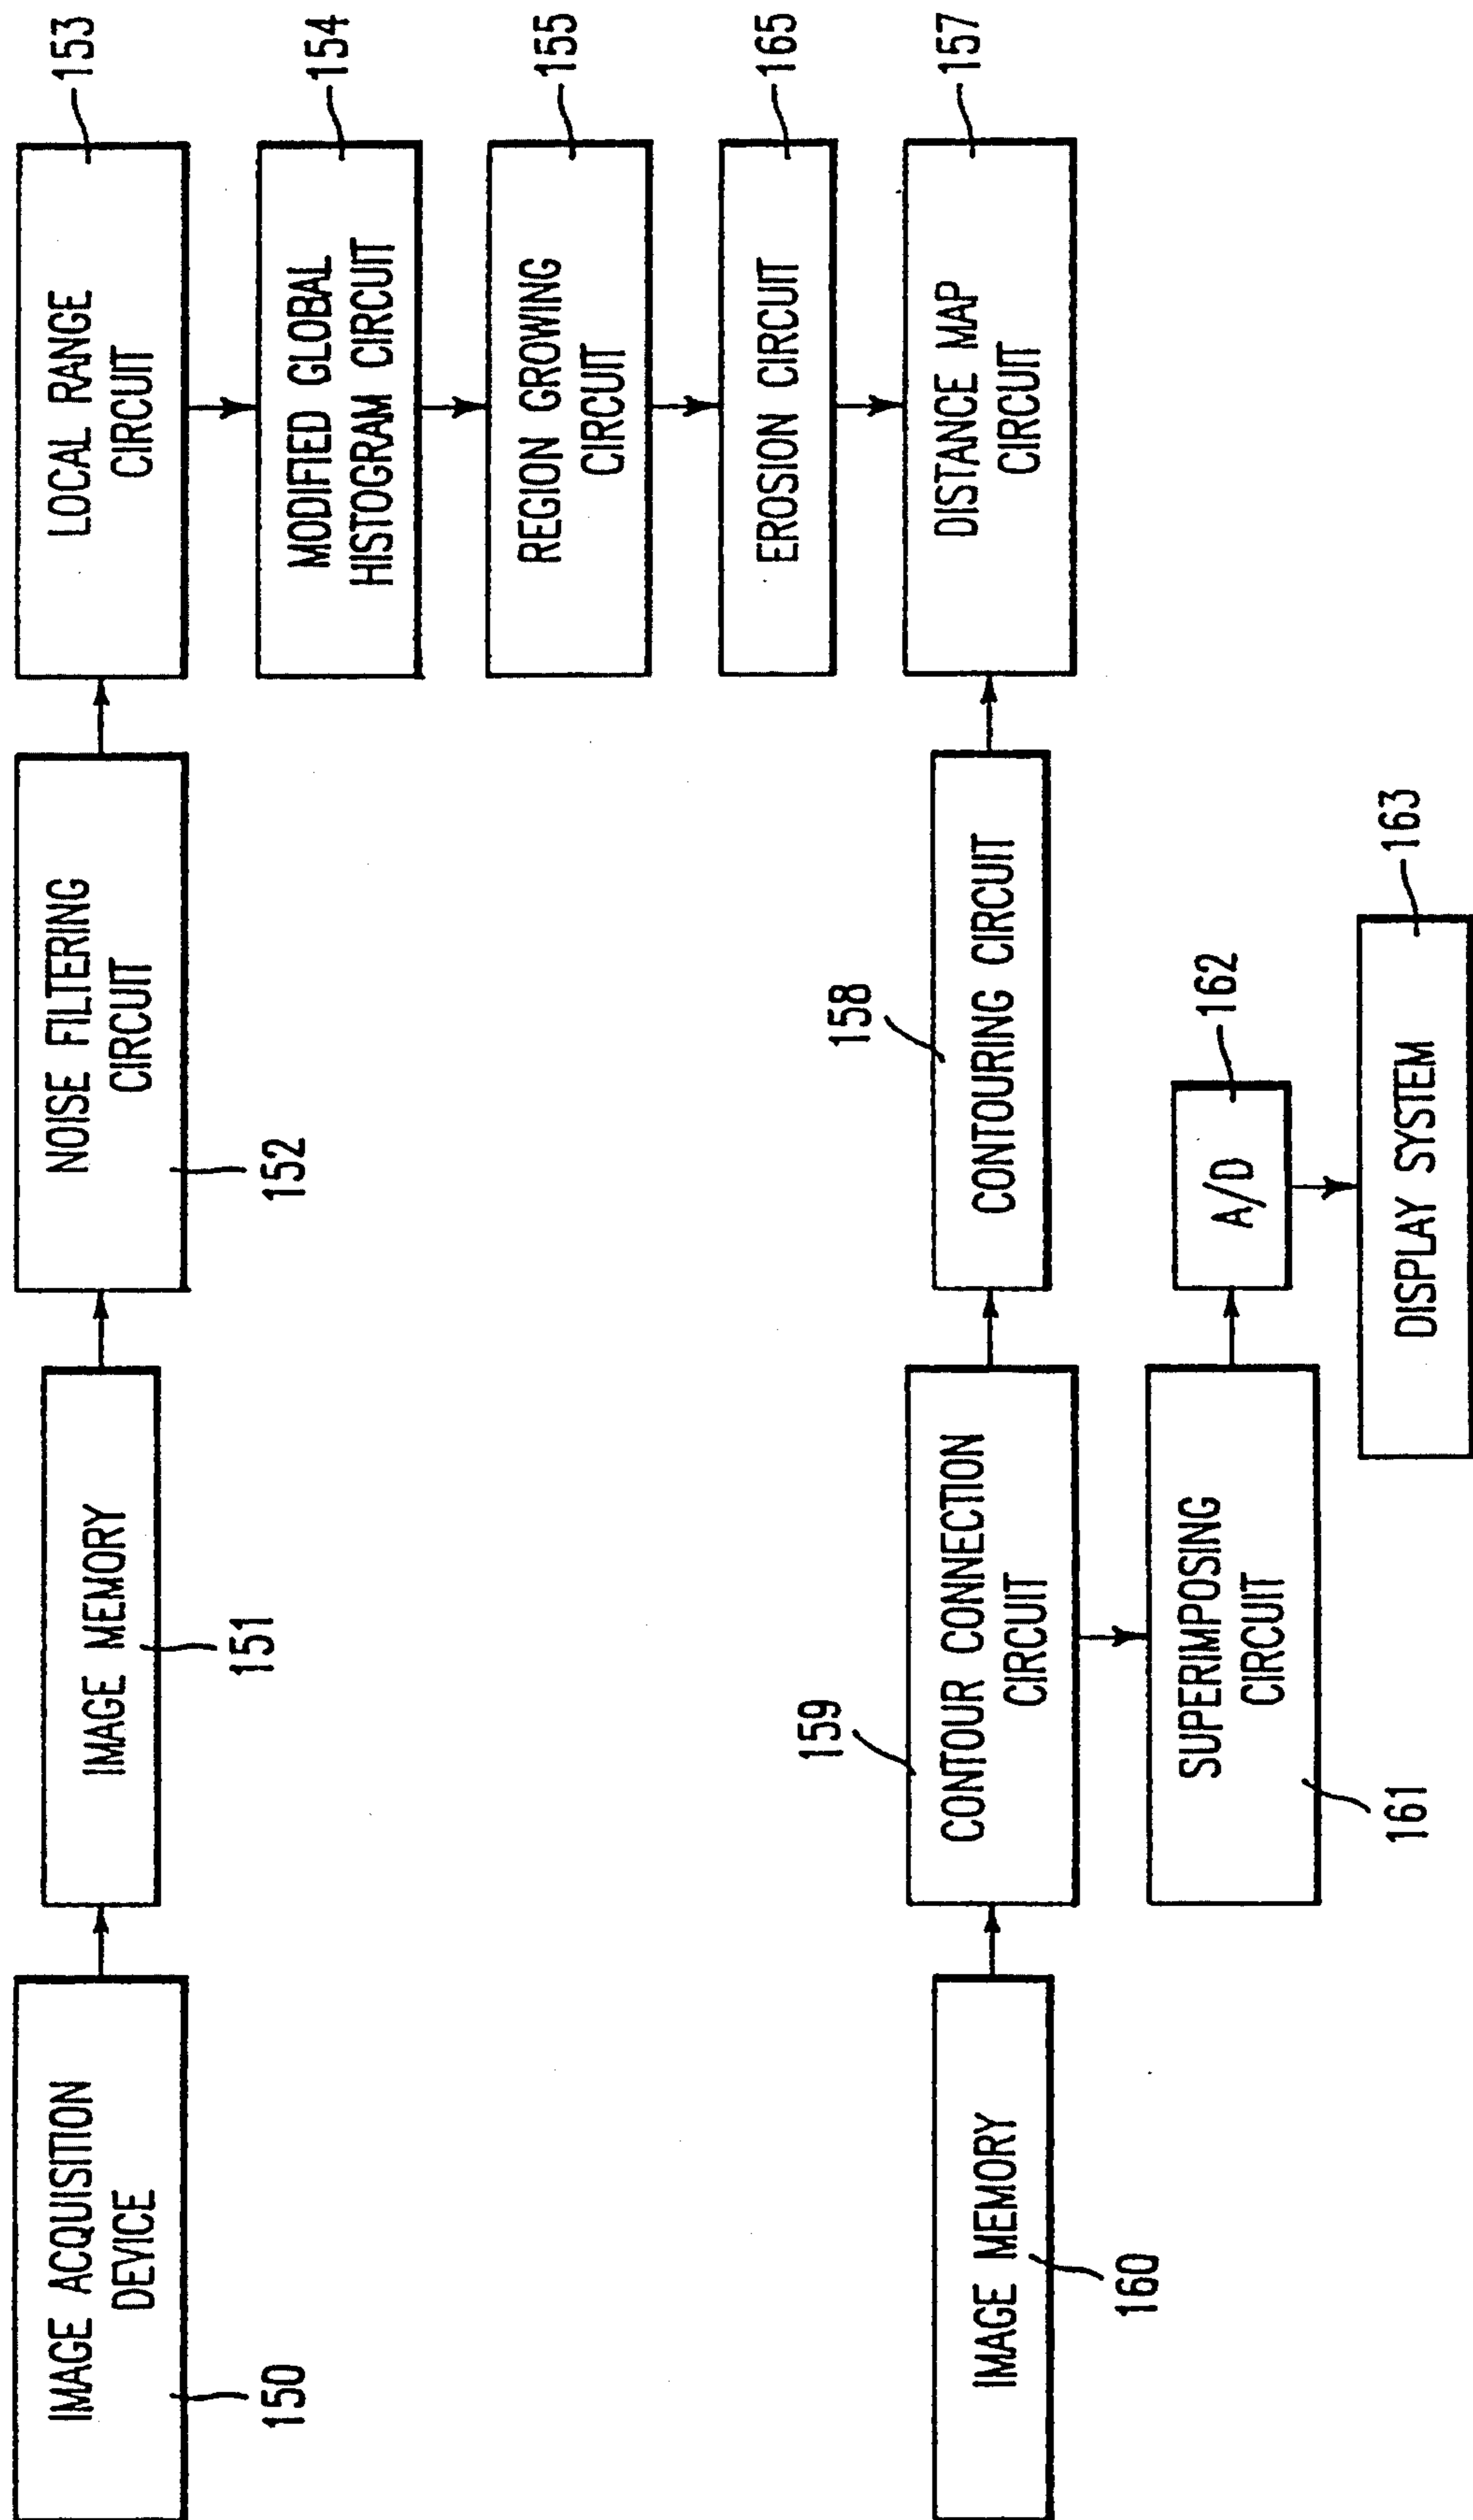 IMAGE ACQUISITION
DEVICE
150
IMAGE MEMORY
151
NOISE FILTERING
CIRCUIT
152
LOCAL RANGE
CIRCUIT
153
MODIFIED GLOBAL
HISTOGRAM CIRCUIT
154
REGION GROWING
CIRCUIT
155
EROSION CIRCUIT
165
DISTANCE MAP
CIRCUIT
157
158
CONTOURING CIRCUIT
159
CONTOUR CONNECTION
CIRCUIT
IMAGE MEMORY
160
SUPERIMPOSING
CIRCUIT
161
A/D
162
DISPLAY SYSTEM
163